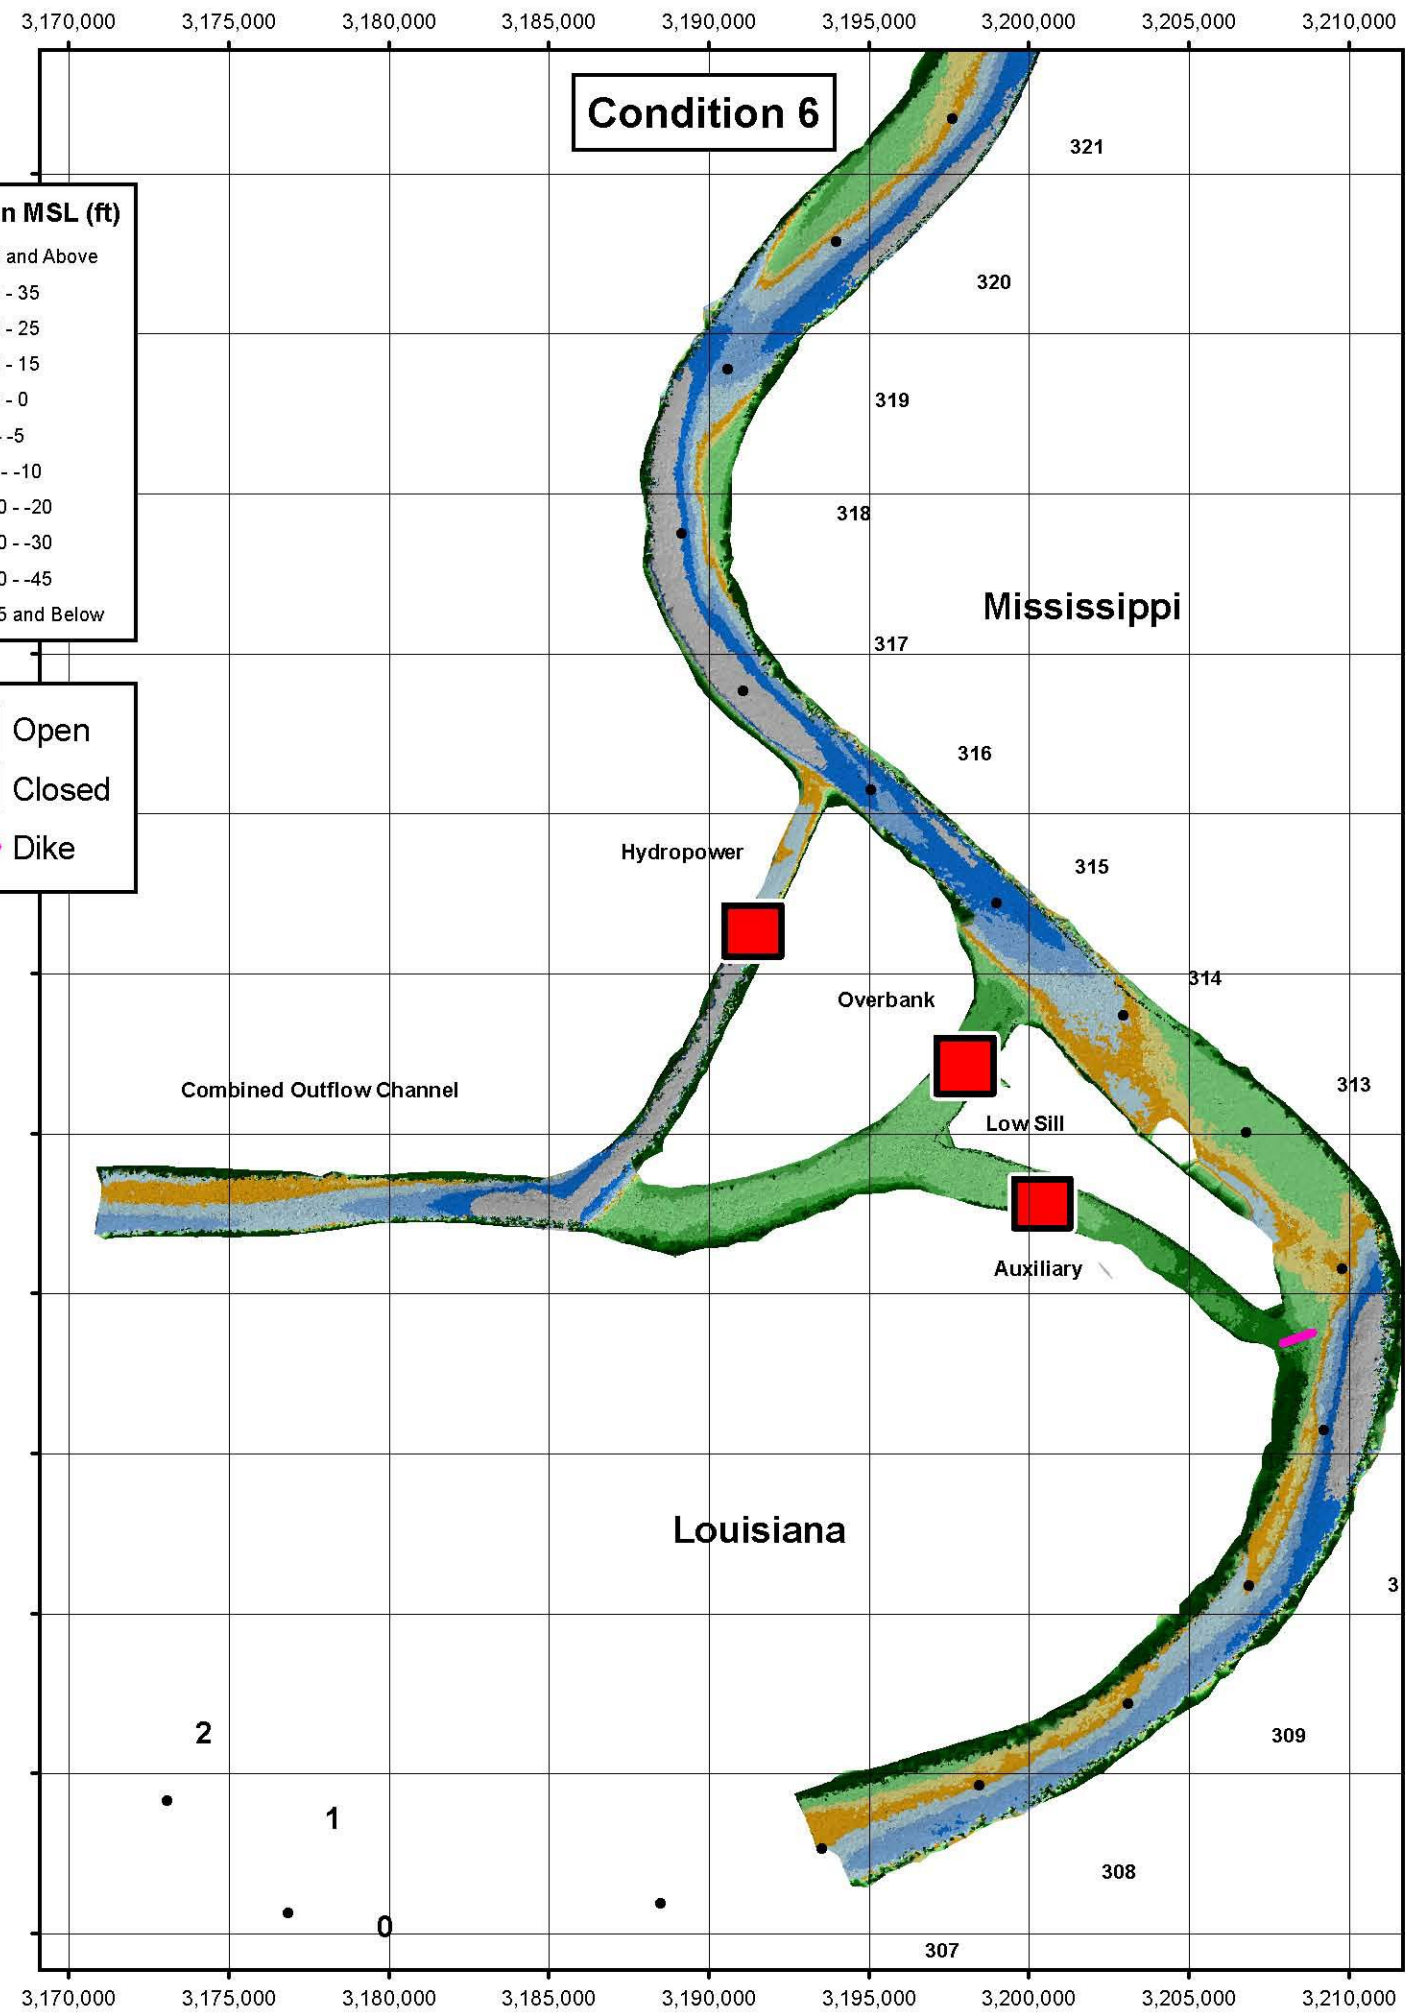 3,170,000 3,175,000 3,180,000 3,185,000 3,190,000 3,195,000 3,200,000 3,205,000 3,210,000
Condition 6
321
n MSL (ft)
and Above
- 35
- 25
- 15
- 0
- -5
- -10
0 - -20
0 - -30
0 - -45
5 and Below
320
319
318
Mississippi
317
Open
Closed
Dike
316
Hydropower
315
314
Overbank
313
Combined Outflow Channel
Low Sill
Auxiliary
Louisiana
3
2
309
1
308
0
307
3,170,000 3,175,000 3,180,000 3,185,000 3,190,000 3,195,000 3,200,000 3,205,000 3,210,000